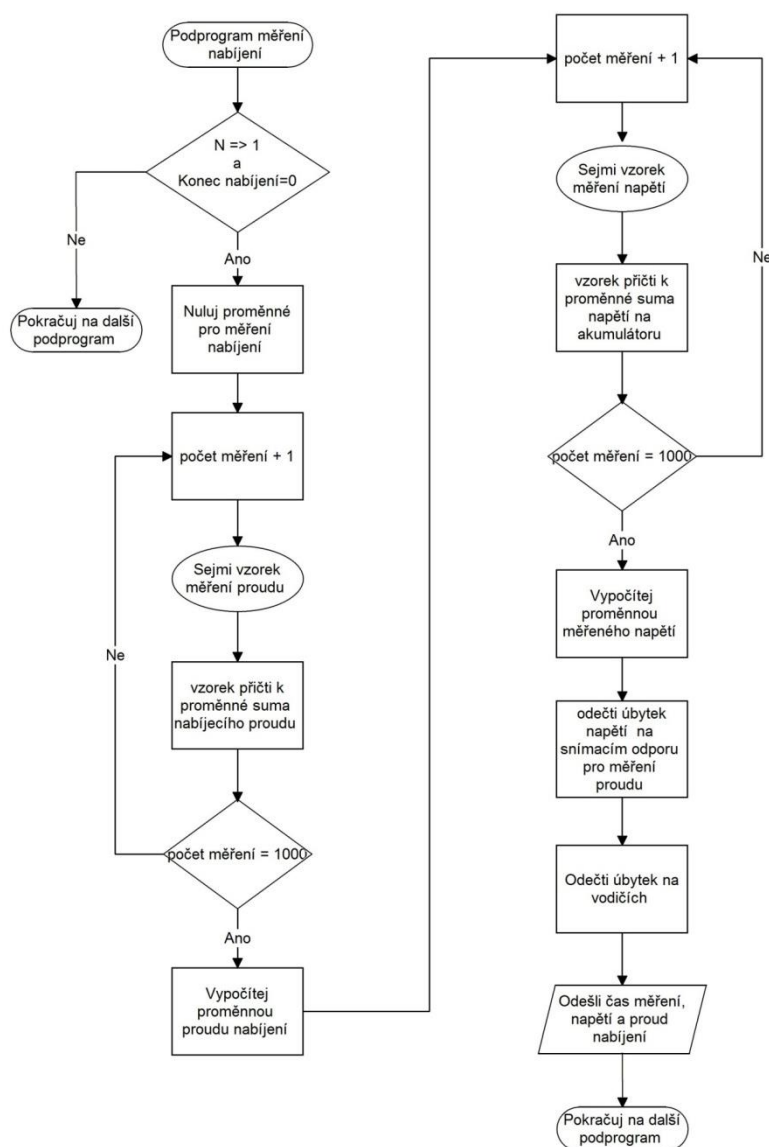 Podprogram měření
nabíjení
N => 1
a
Konec nabíjení=0
Ne
Ano
Pokračuj na další
podprogram
Nuluj proměnné
pro měření
nabíjení
počet měření + 1
Sejmi vzorek
měření proudu
Ne
vzorek přičti k
proměnné suma
nabíjecího proudu
počet měření = 1000
Ano
Vypočítej
proměnnou
proudu nabíjení
počet měření + 1
Sejmi vzorek
měření napětí
Ne
vzorek přičti k
proměnné suma
napětí na
akumulátoru
počet měření = 1000
Ano
Vypočítej
proměnnou
měřeného napětí
odečti úbytek
napětí na
snímacím odporu
pro měření
proudu
Odečti úbytek na
vodičích
Odešli čas měření,
napětí a proud
nabíjení
Pokračuj na další
podprogram